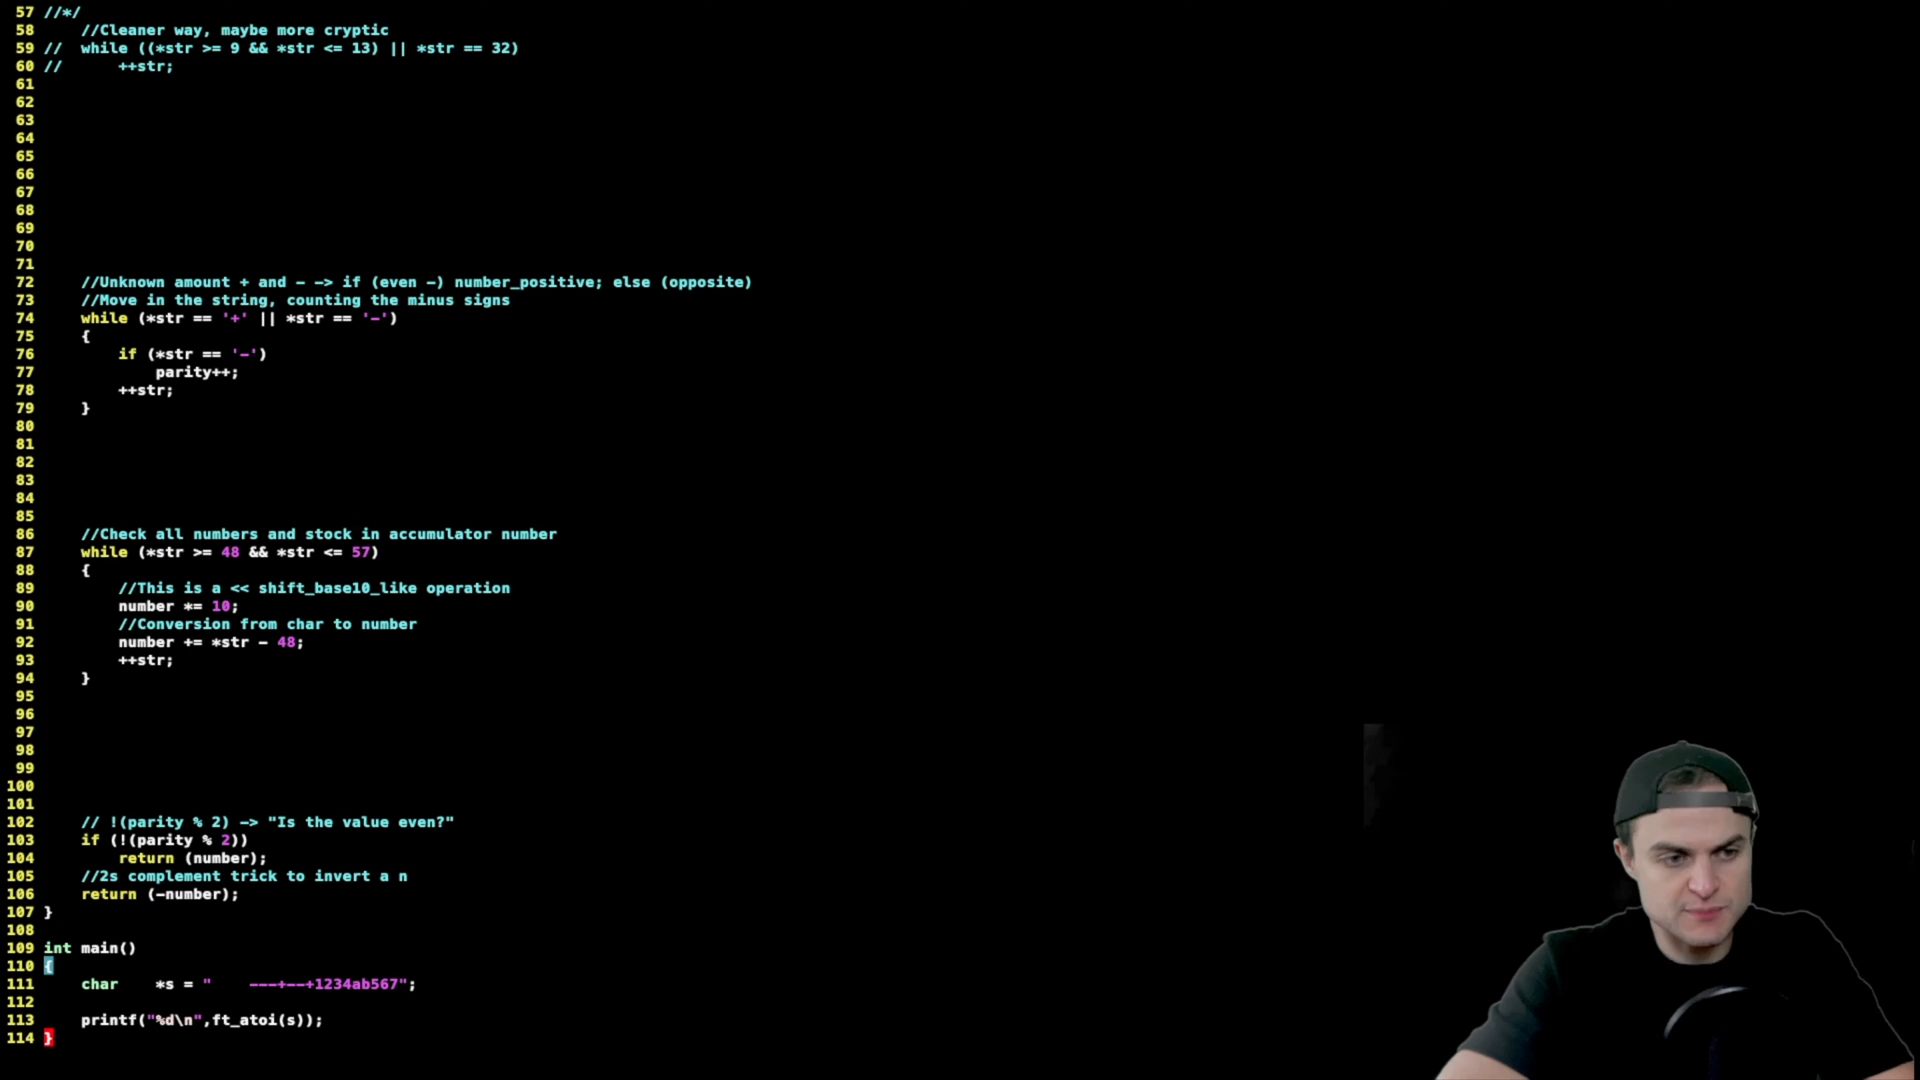 57 //*/
58 //Cleaner way, maybe more cryptic
59 // while ((*str >= 9 && *str <= 13) || *str == 32)
60 // ++str;
61
62
63
64
65
66
67
68
69
70
71
72 //Unknown amount + and - -> if (even -) number_positive; else (opposite)
73 //Move in the string, counting the minus signs
74 while (*str == '+' || *str == '-')
75 {
76 if (*str == '-')
77 parity++;
78 ++str;
79 }
80
81
82
83
84
85
86 //Check all numbers and stock in accumulator number
87 while (*str >= 48 && *str <= 57)
88 {
89 //This is a << shift_base10_like operation
90 number *= 10;
91 //Conversion from char to number
92 number += *str - 48;
93 ++str;
94 }
95
96
97
98
99
100
101
102 // !(parity % 2) -> "Is the value even?"
103 if (!(parity % 2))
104 return (number);
105 //2s complement trick to invert a n
106 return (-number);
107 }
108
109 int main()
110 {
111 char *s = "    ---+--+1234ab567";
112
113 printf("%d\n",ft_atoi(s));
114 }